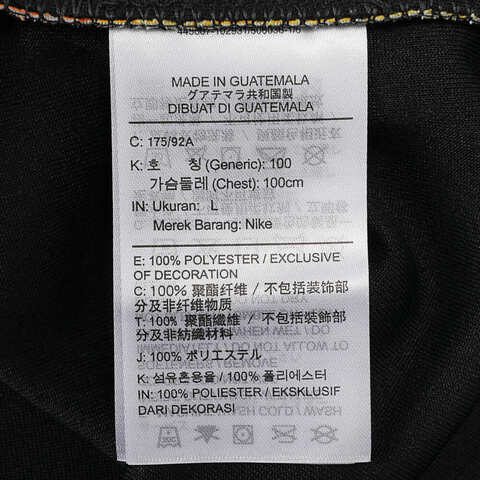 MADE IN GUATEMALA
グアテマラ共和国製
DIBUAT DI GUATEMALA
C: 175/92A
K: 호 칭 (Generic): 100
가슴둘레 (Chest): 100cm
IN: Ukuran: L
Merek Barang: Nike
E: 100% POLYESTER / EXCLUSIVE
OF DECORATION
C: 100% 聚酯纤维 / 不包括装饰部
分及非纤维物质
T: 100% 聚酯纖維 / 不包括裝飾部
分及非紡織材料
J: 100% ポリエステル
K: 섬유혼용율 / 100% 폴리에스터
IN: 100% POLIESTER / EKSKLUSIF
DARI DEKORASI